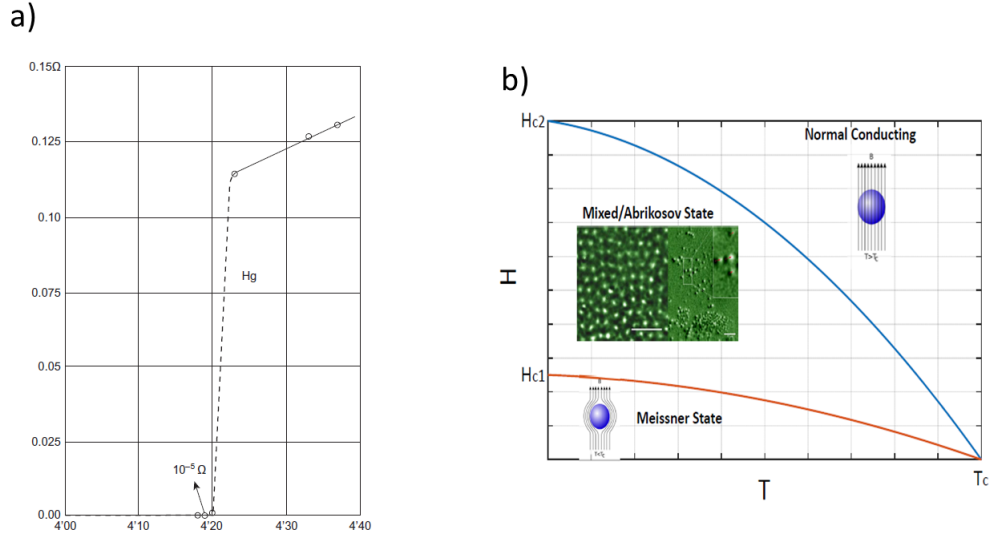 a)
0.15Ω
0.125
0.10
0.075
0.05
0.025
0.00
Hg
10⁻⁵ Ω
4'00
4'10
4'20
4'30
4'40
b)
Hc2
Hc1
H
Normal Conducting
B
T>Tc
Mixed/Abrikosov State
B
T<Tc
Meissner State
T
Tc